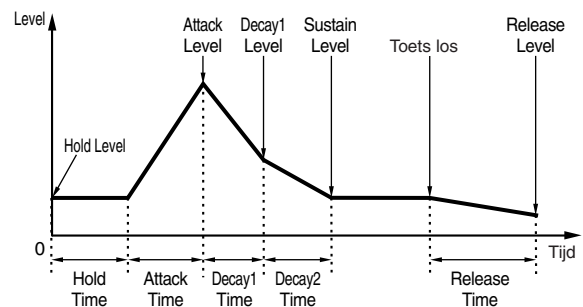 Level
Attack
Level
Decay1
Level
Sustain
Level
Toets los
Release
Level
Hold Level
0
Tijd
Hold
Time
Attack
Time
Decay1
Time
Decay2
Time
Release
Time